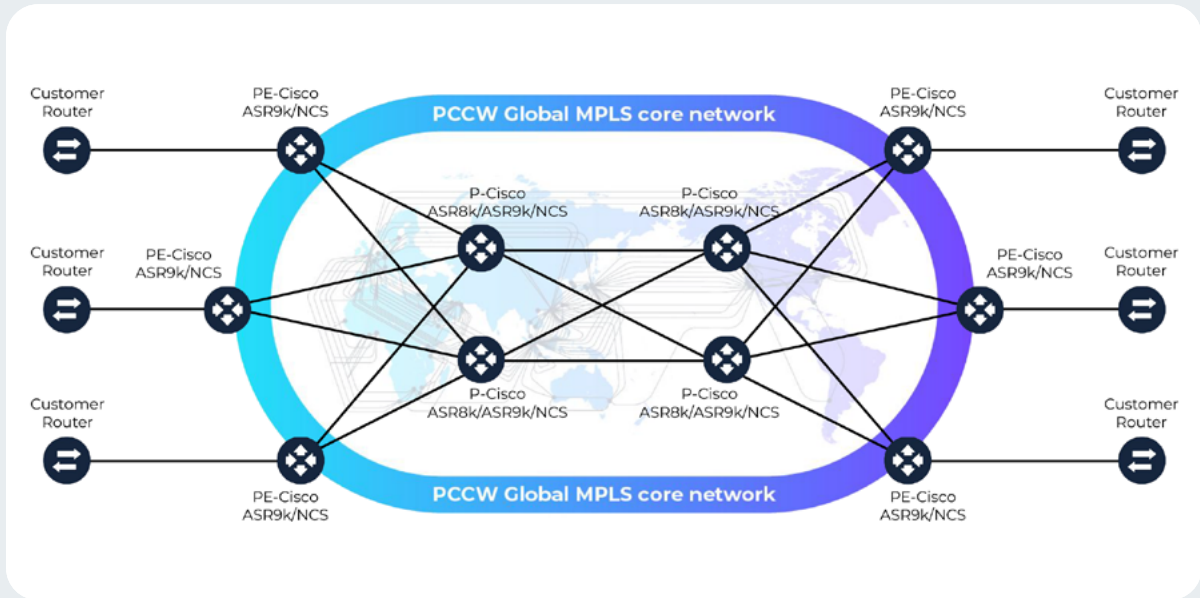 PCCW Global MPLS core network
Customer
Router
PE-Cisco
ASR9k/NCS
PE-Cisco
ASR9k/NCS
Customer
Router
P-Cisco
ASR8k/ASR9k/NCS
P-Cisco
ASR8k/ASR9k/NCS
Customer
Router
PE-Cisco
ASR9k/NCS
PE-Cisco
ASR9k/NCS
Customer
Router
P-Cisco
ASR8k/ASR9k/NCS
P-Cisco
ASR8k/ASR9k/NCS
Customer
Router
Customer
Router
PE-Cisco
ASR9k/NCS
PCCW Global MPLS core network
PE-Cisco
ASR9k/NCS